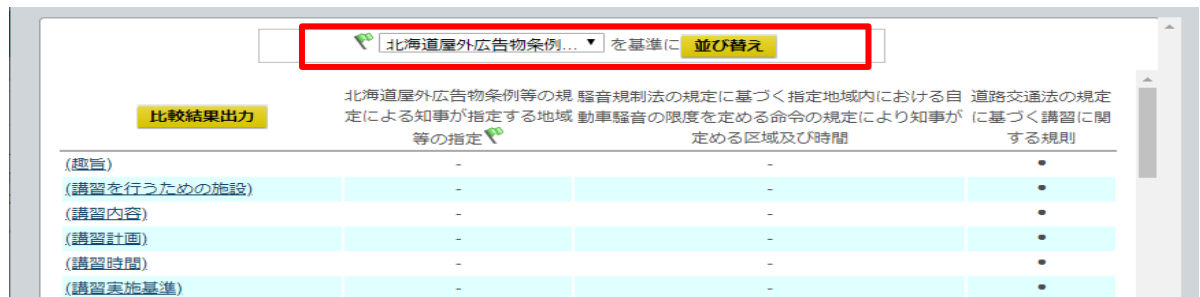 北海道屋外広告物条例… を基準に 並び替え
比較結果出力
北海道屋外広告物条例等の規
定による知事が指定する地域
等の指定
騒音規制法の規定に基づく指定地域内における自
動車騒音の限度を定める命令の規定により知事が
定める区域及び時間
道路交通法の規定
に基づく講習に関
する規則
(趣旨) - - •
(講習を行うための施設) - - •
(講習内容) - - •
(講習計画) - - •
(講習時間) - - •
(講習実施基準) - - •